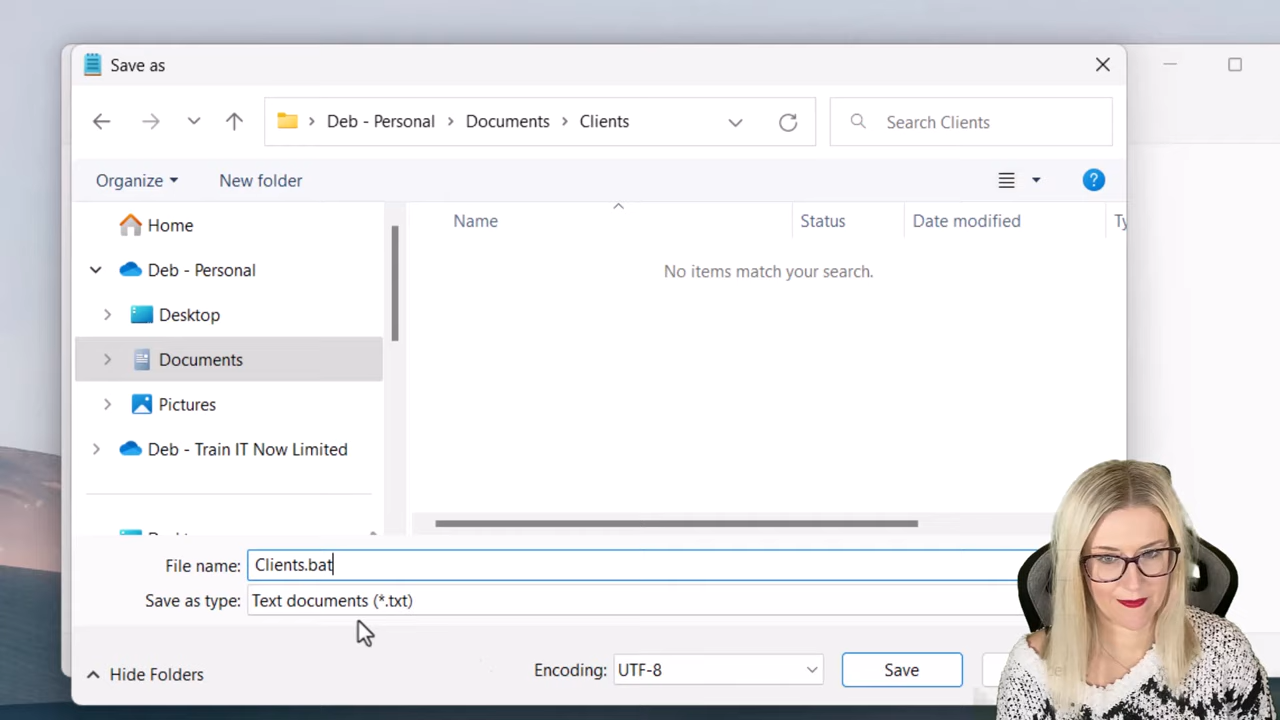 Save as
Deb - Personal > Documents > Clients
Search Clients
Organize
New folder
?
Name
Status
Date modified
Home
No items match your search.
Deb - Personal
Desktop
Documents
Pictures
Deb - Train IT Now Limited
File name: Clients.bat
Save as type: Text documents (*.txt)
Hide Folders
Encoding: UTF-8
Save